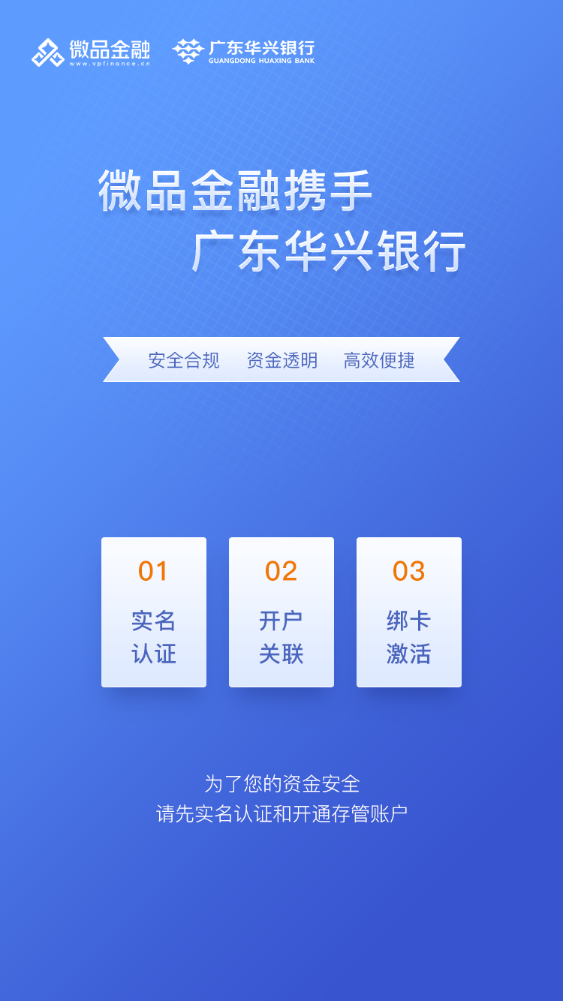 微品金融
www.vpfinance.cn
广东华兴银行
GUANGDONG HUAXING BANK
微品金融携手
广东华兴银行
安全合规 资金透明 高效便捷
01
实名
认证
02
开户
关联
03
绑卡
激活
为了您的资金安全
请先实名认证和开通存管账户